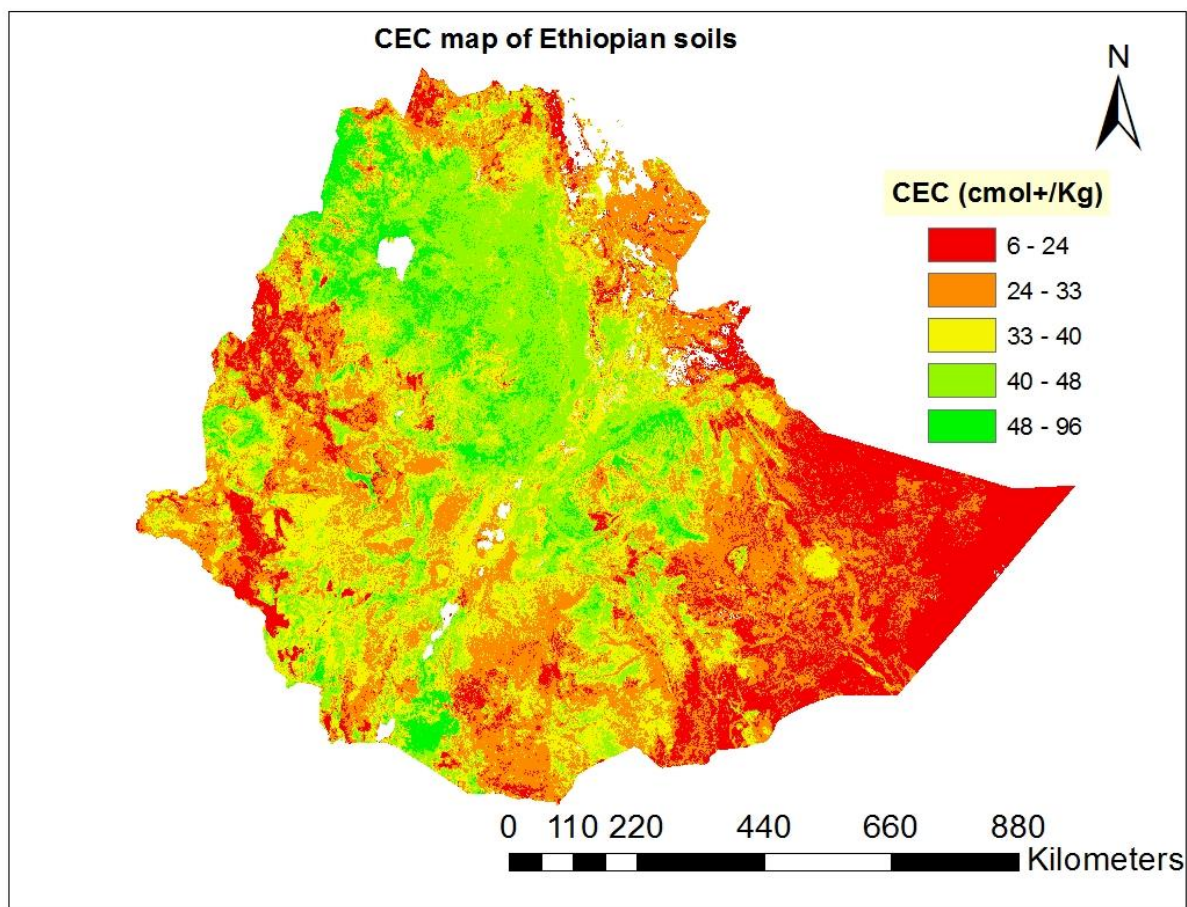 CEC map of Ethiopian soils
N
CEC (cmol+/Kg)
6 - 24
24 - 33
33 - 40
40 - 48
48 - 96
0 110 220 440 660 880
Kilometers